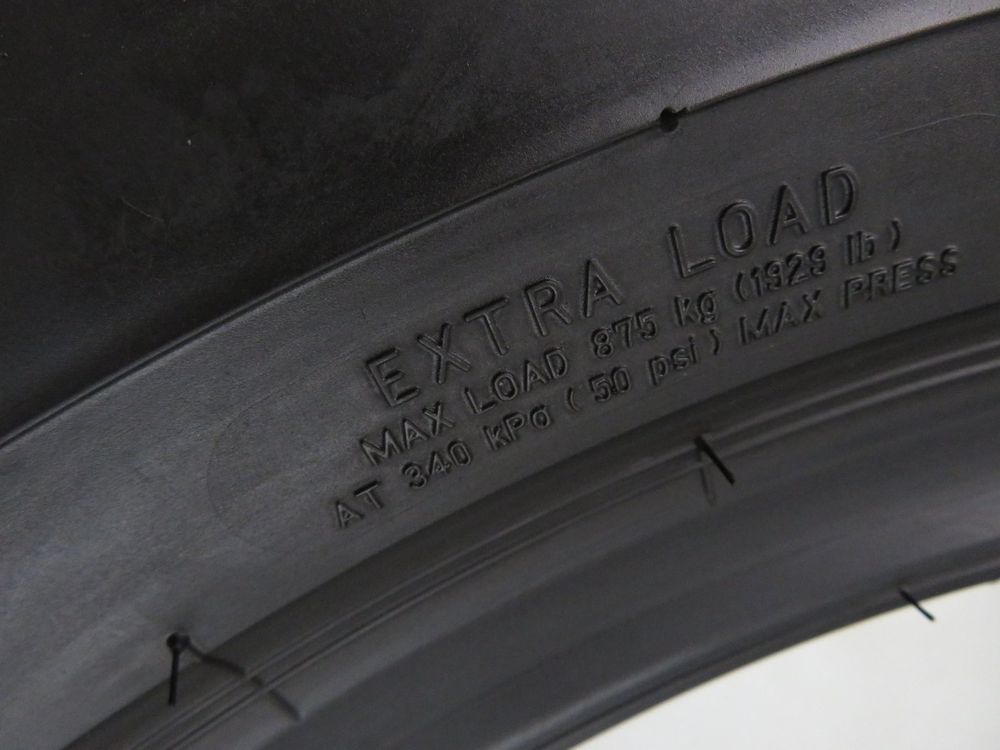 EXTRA LOAD
MAX LOAD 875 kg (1929 lb)
AT 340 kPa (50 psi) MAX PRESS